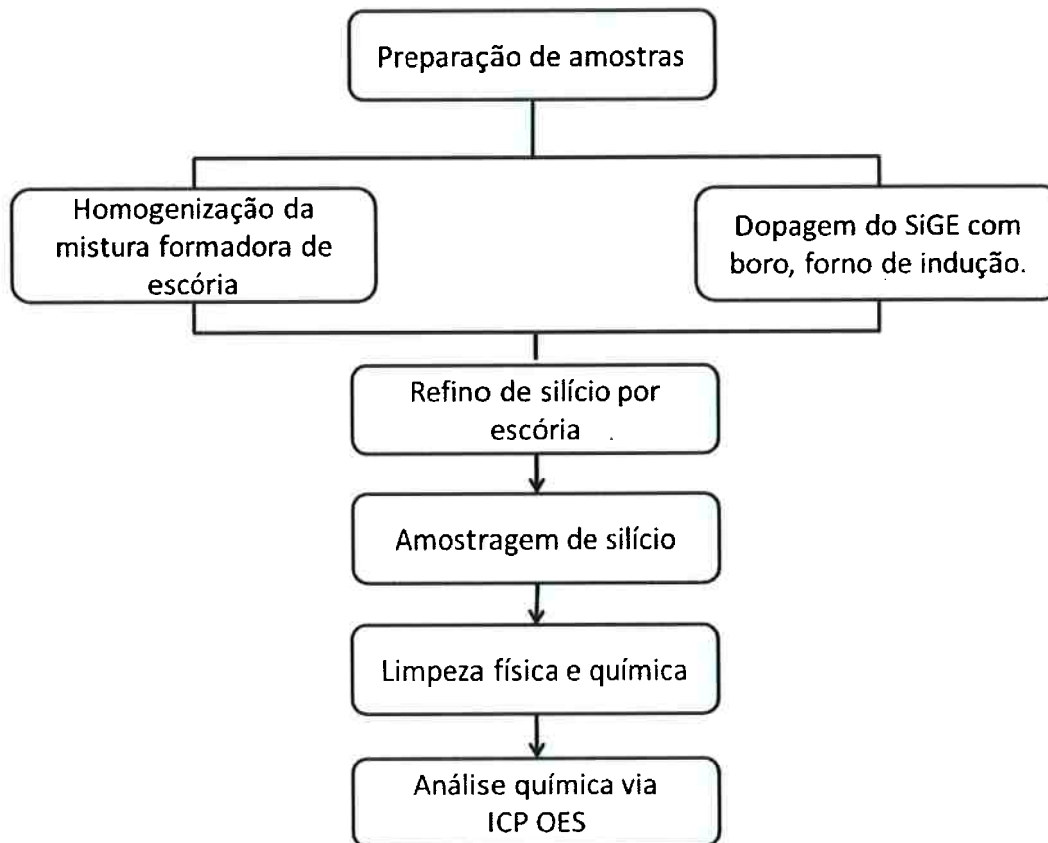 Preparação de amostras
Homogenização da
mistura formadora de
escória
Dopagem do SiGE com
boro, forno de indução.
Refino de silício por
escória
Amostragem de silício
Limpeza física e química
Análise química via
ICP OES